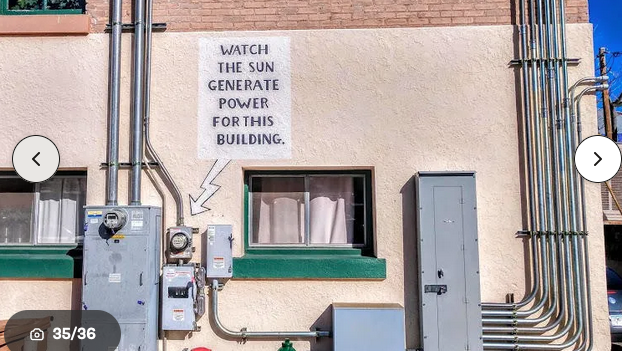 WATCH
THE SUN
GENERATE
POWER
FOR THIS
BUILDING.
35/36